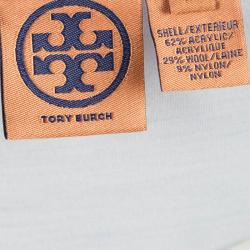 TORY BURCH
SHELL/EXTERIEUR
62% ACRYLIC/
ACRYLIQUE
29% WOOL/LAINE
9% NYLON/
NYLON